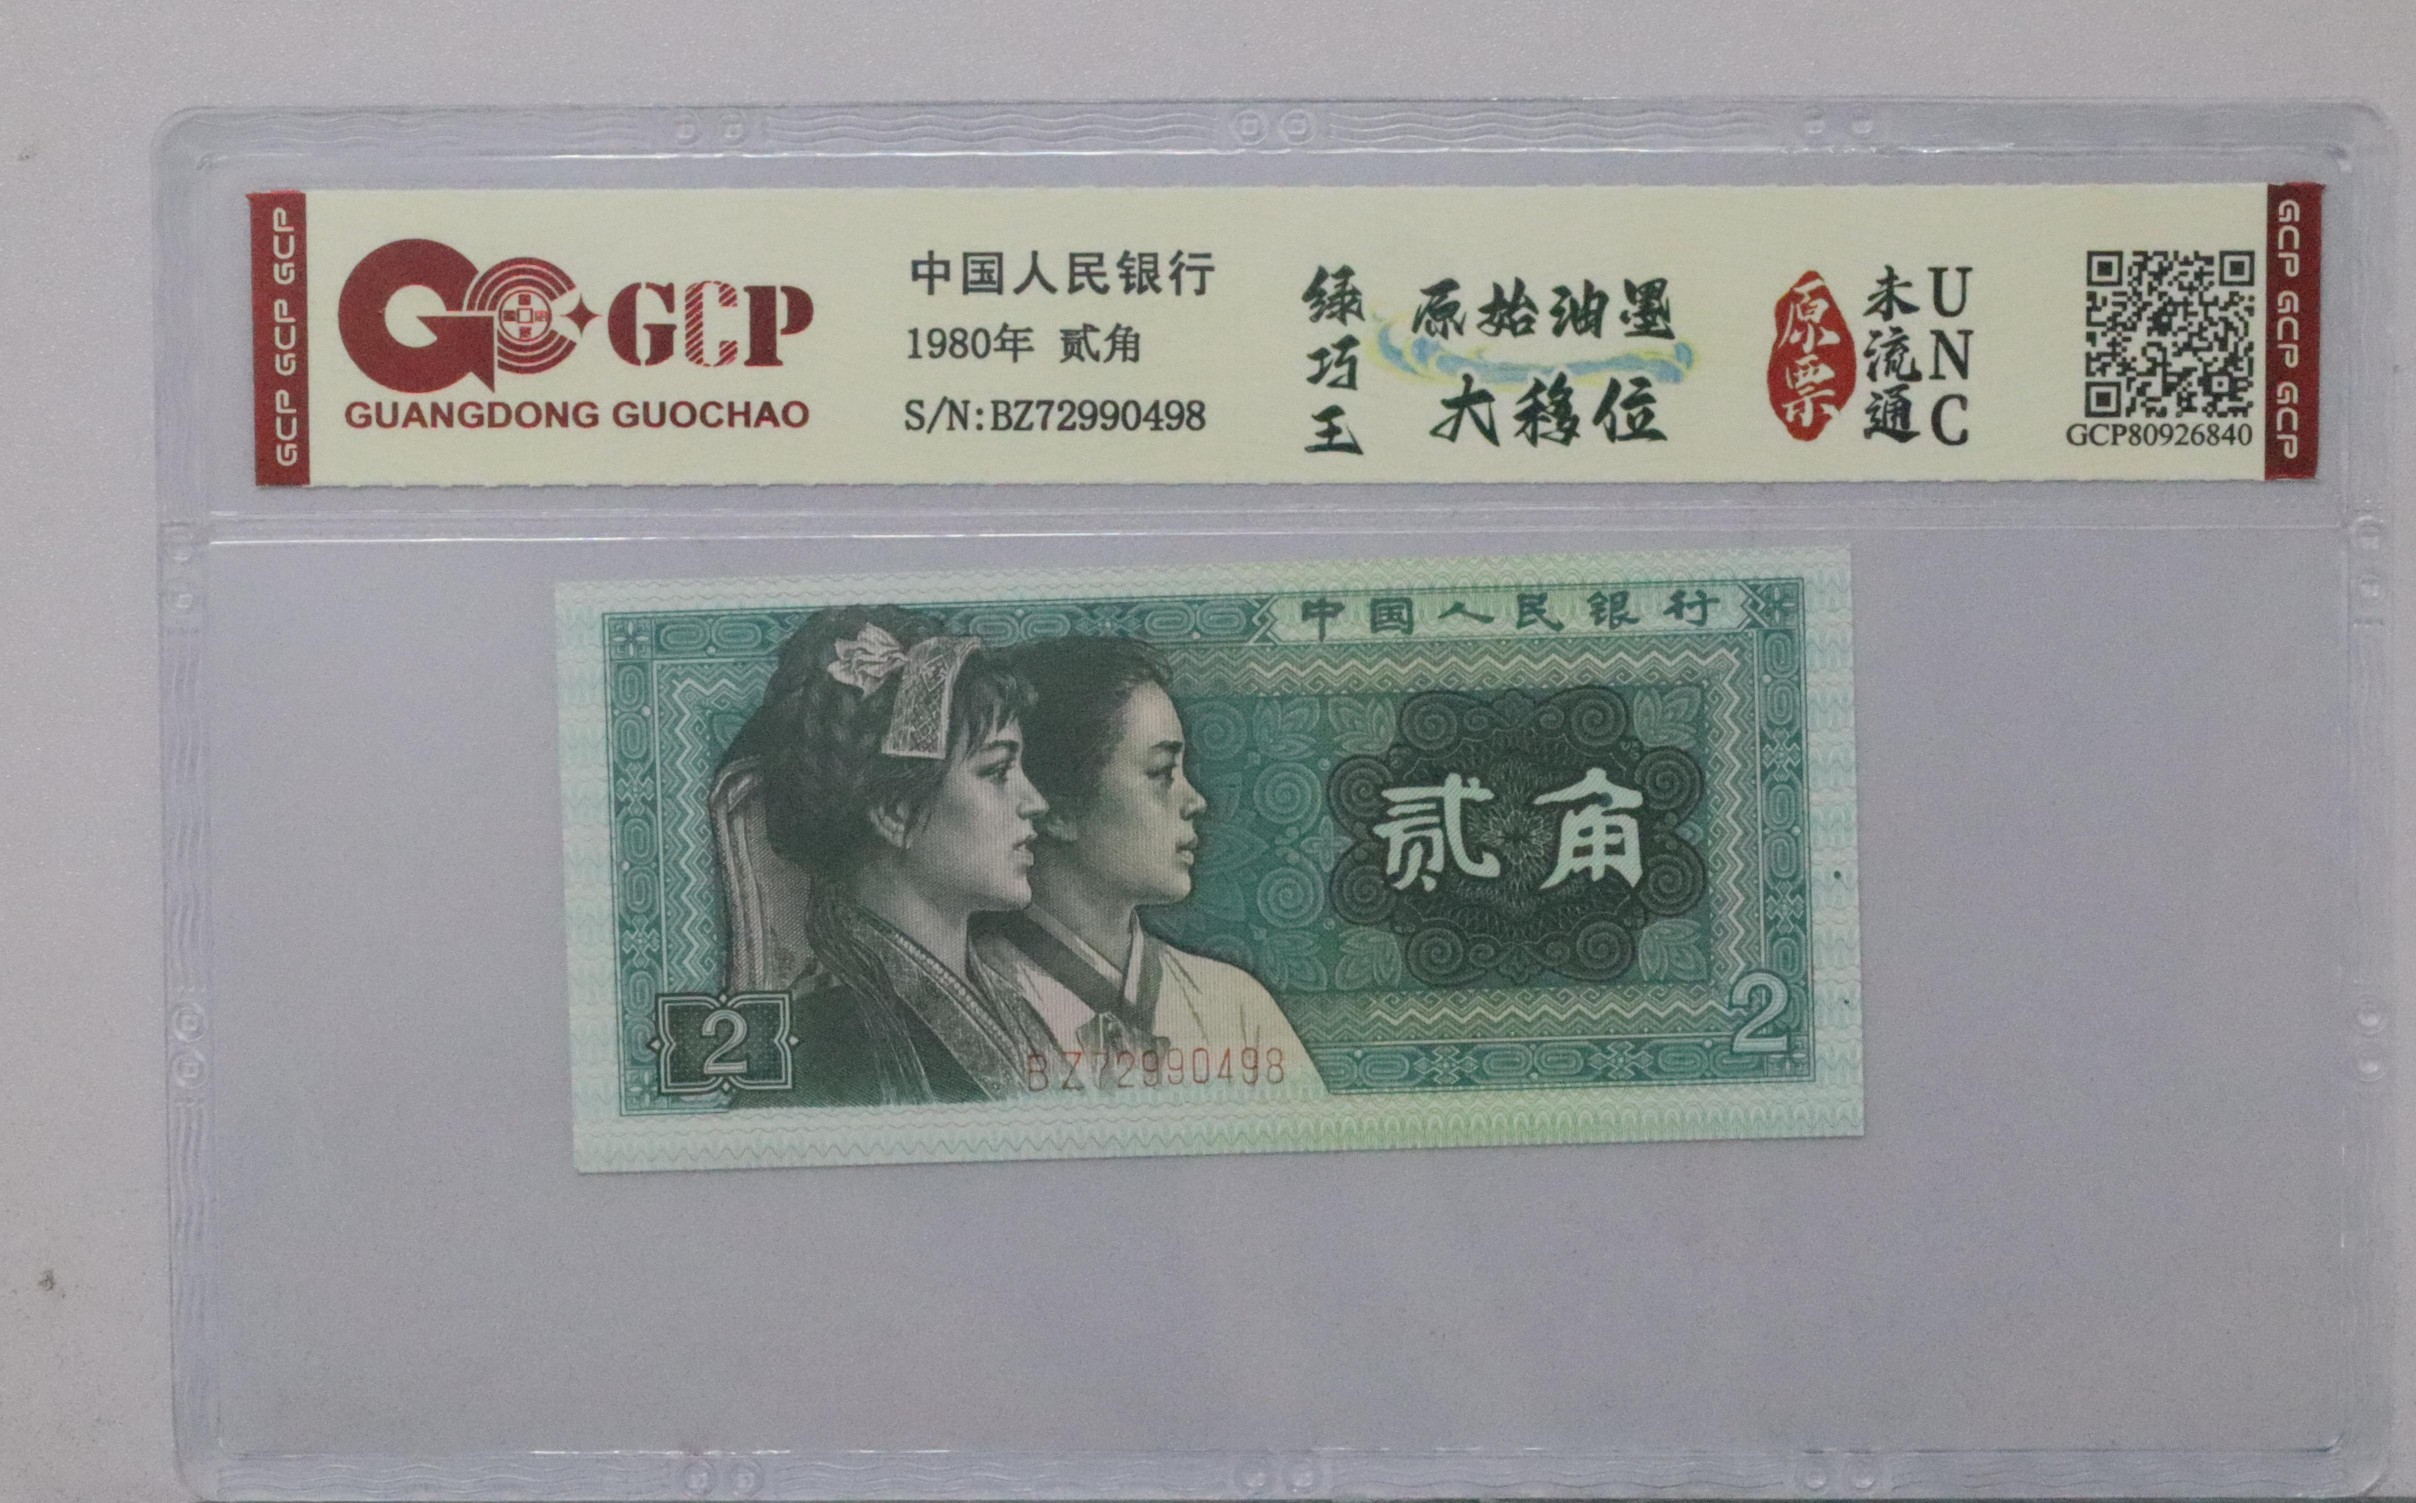 GCP GCP GCP
GCP
GUANGDONG GUOCHAO
中国人民银行
1980年 贰角
S/N:BZ72990498
绿巧王
原始油墨
大移位
原票
未流通
UNC
GCP80926840
GCP GCP GCP
中国人民银行
贰角
2
2
BZ72990498